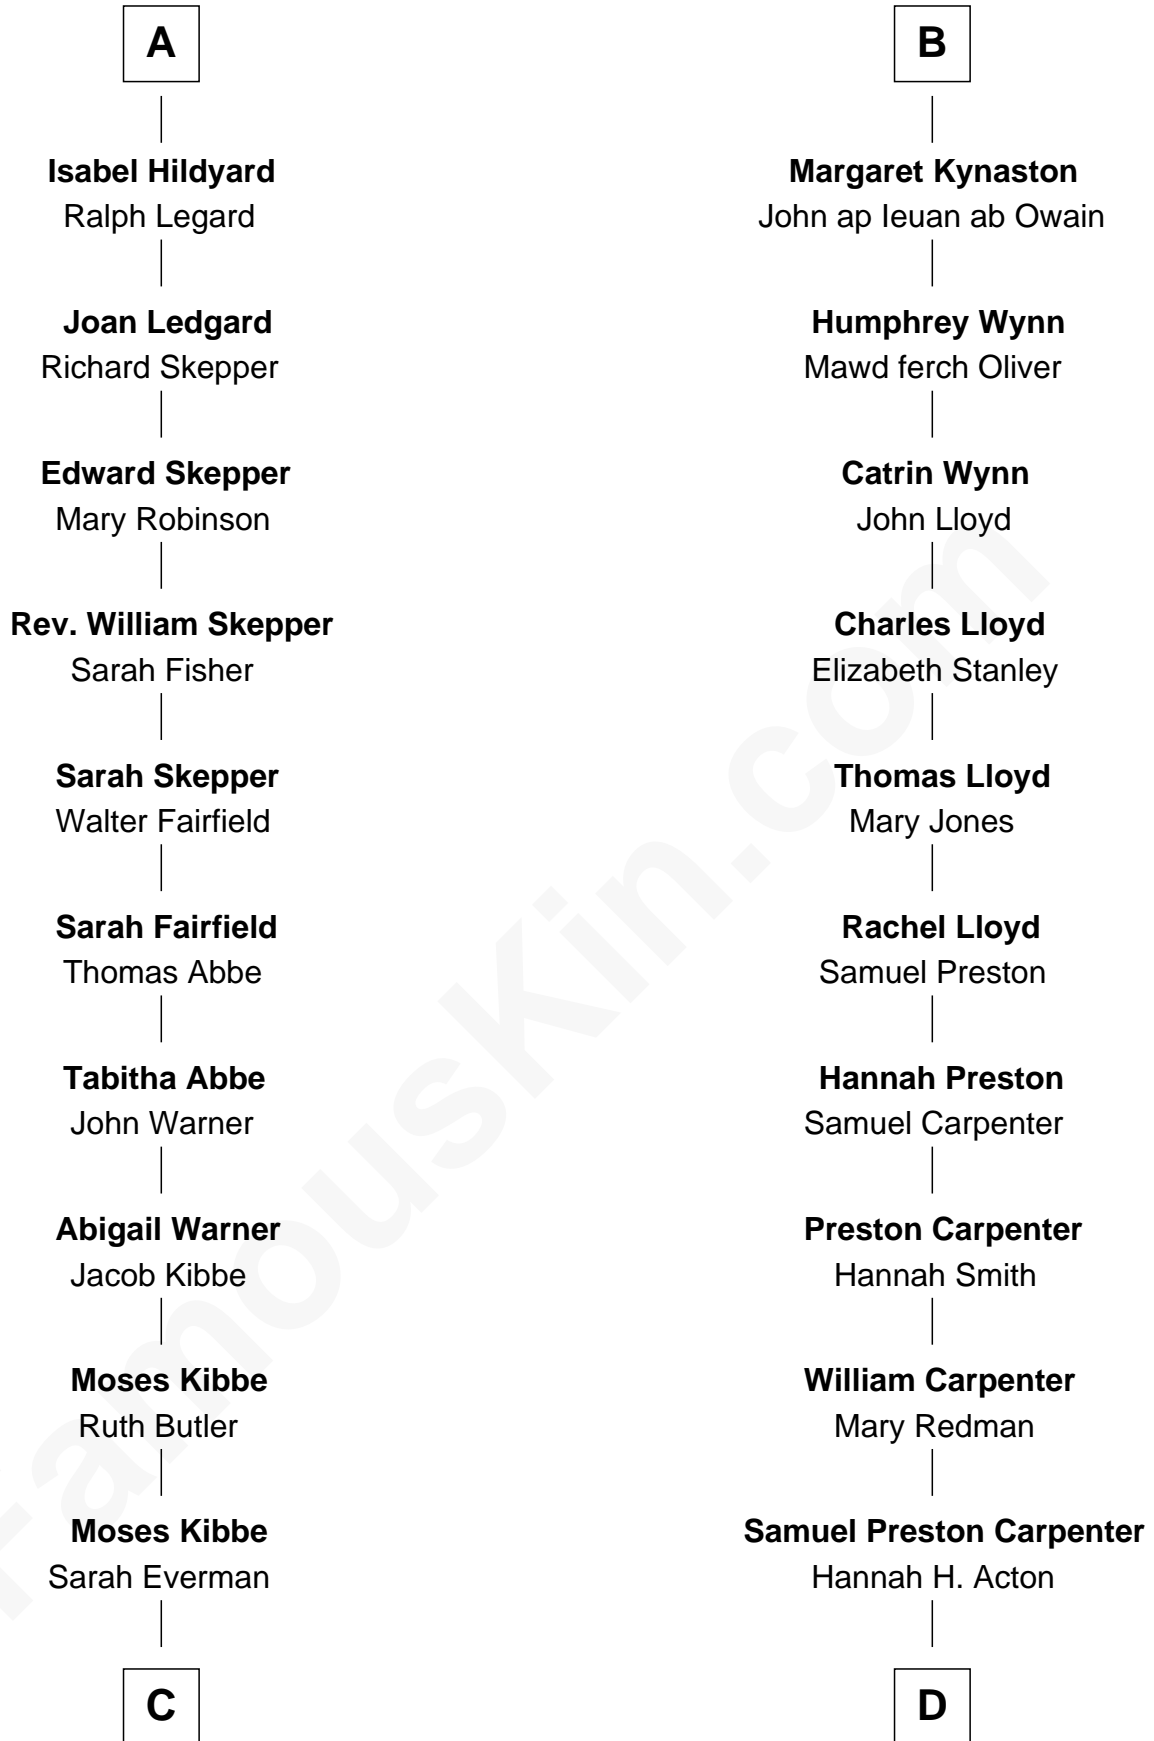 A
Isabel Hildyard
Ralph Legard
Joan Ledgard
Richard Skepper
Edward Skepper
Mary Robinson
Rev. William Skepper
Sarah Fisher
Sarah Skepper
Walter Fairfield
Sarah Fairfield
Thomas Abbe
Tabitha Abbe
John Warner
Abigail Warner
Jacob Kibbe
Moses Kibbe
Ruth Butler
Moses Kibbe
Sarah Everman
C
B
Margaret Kynaston
John ap Ieuan ab Owain
Humphrey Wynn
Mawd ferch Oliver
Catrin Wynn
John Lloyd
Charles Lloyd
Elizabeth Stanley
Thomas Lloyd
Mary Jones
Rachel Lloyd
Samuel Preston
Hannah Preston
Samuel Carpenter
Preston Carpenter
Hannah Smith
William Carpenter
Mary Redman
Samuel Preston Carpenter
Hannah H. Acton
D
FamousKin.com